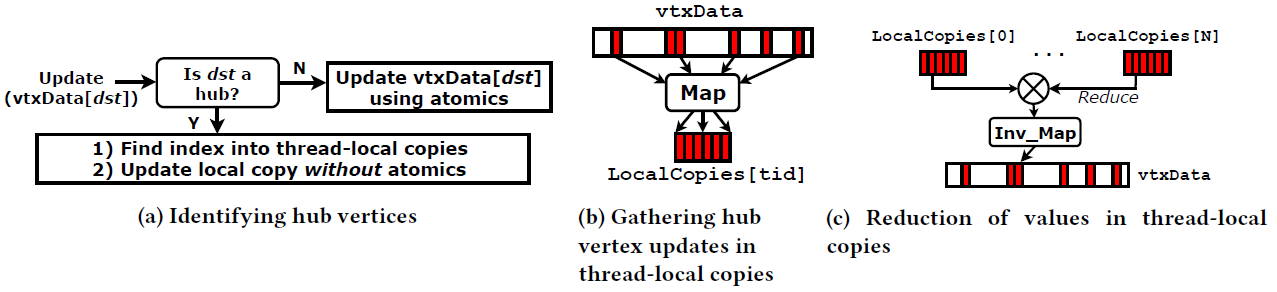 Update
(vtxData[dst])
Is dst a
hub?
N
Update vtxData[dst]
using atomics
Y
1) Find index into thread-local copies
2) Update local copy without atomics
(a) Identifying hub vertices
vtxData
Map
LocalCopies[tid]
(b) Gathering hub
vertex updates in
thread-local copies
LocalCopies[0]
...
LocalCopies[N]
Reduce
Inv_Map
vtxData
(c) Reduction of values in thread-local
copies